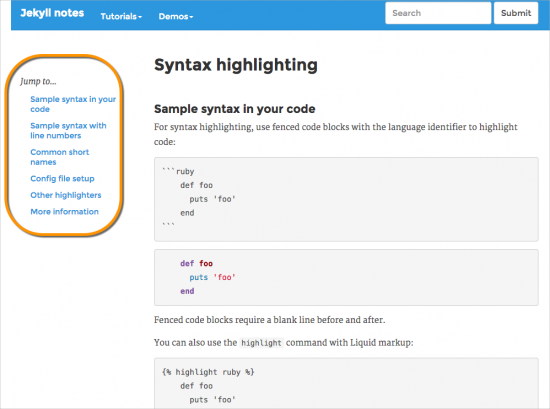 Jekyll notes Tutorials Demos Search Submit
Jump to...
Sample syntax in your
code
Sample syntax with
line numbers
Common short
names
Config file setup
Other highlighters
More information
Syntax highlighting
Sample syntax in your code
For syntax highlighting, use fenced code blocks with the language identifier to highlight
code:
```ruby
    def foo
      puts 'foo'
    end
```
    def foo
      puts 'foo'
    end
Fenced code blocks require a blank line before and after.
You can also use the highlight command with Liquid markup:
{% highlight ruby %}
    def foo
      puts 'foo'